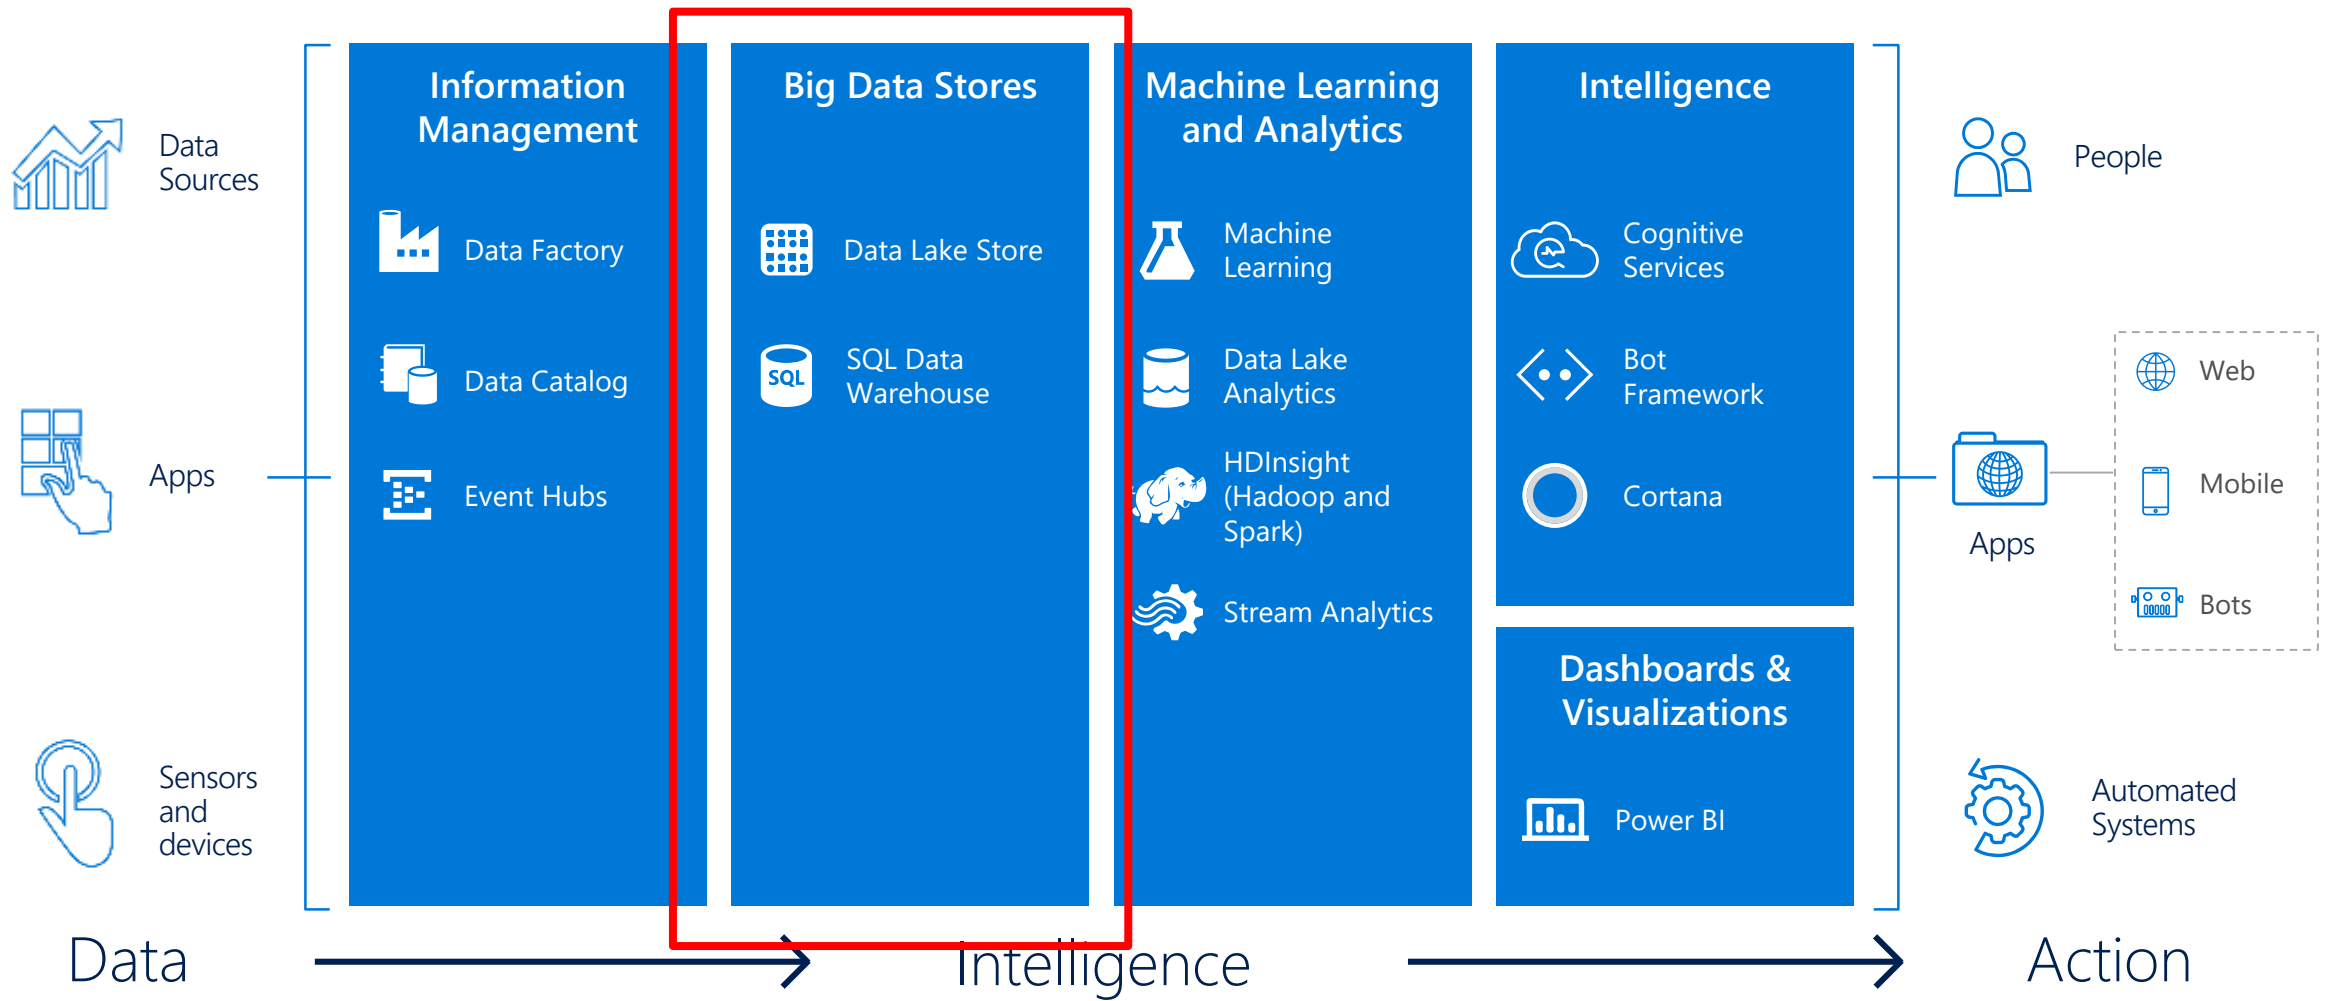 Data
Sources
Apps
Sensors
and
devices
Information
Management
Data Factory
Data Catalog
Event Hubs
Big Data Stores
Data Lake Store
SQL
SQL Data
Warehouse
Machine Learning
and Analytics
Machine
Learning
Data Lake
Analytics
HDInsight
(Hadoop and
Spark)
Stream Analytics
Intelligence
Cognitive
Services
Bot
Framework
Cortana
Dashboards &
Visualizations
Power BI
People
Apps
Web
Mobile
Bots
Automated
Systems
Data
Intelligence
Action